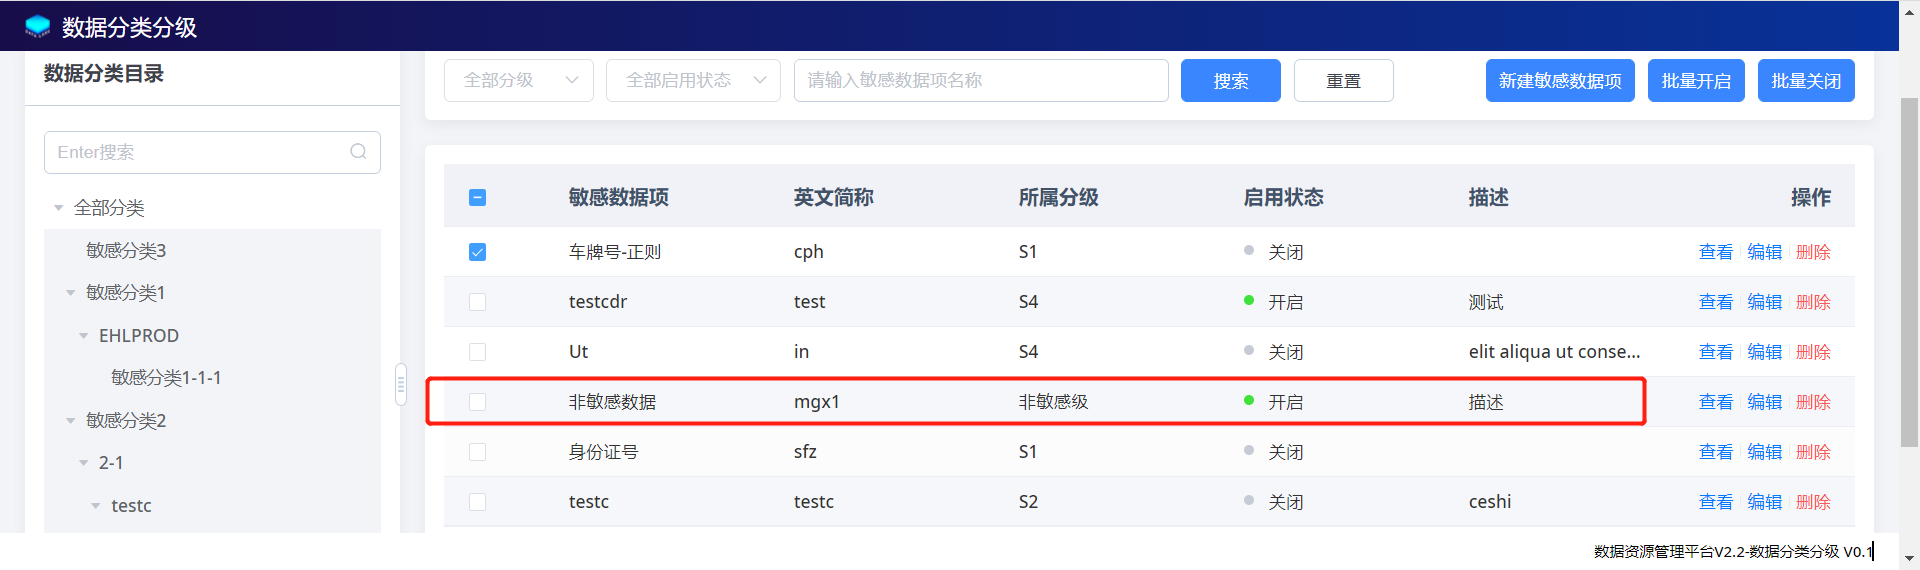 数据分类分级
数据分类目录
Enter搜索
全部分类
敏感分类3
敏感分类1
EHLPROD
敏感分类1-1-1
敏感分类2
2-1
testc
全部分级 全部启用状态 请输入敏感数据项名称 搜索 重置 新建敏感数据项 批量开启 批量关闭
敏感数据项 英文简称 所属分级 启用状态 描述 操作
车牌号-正则 cph S1 关闭 查看 编辑 删除
testcdr test S4 开启 测试 查看 编辑 删除
Ut in S4 关闭 elit aliqua ut conse... 查看 编辑 删除
非敏感数据 mgx1 非敏感级 开启 描述 查看 编辑 删除
身份证号 sfz S1 关闭 查看 编辑 删除
testc testc S2 关闭 ceshi 查看 编辑 删除
数据资源管理平台V2.2-数据分类分级 V0.1